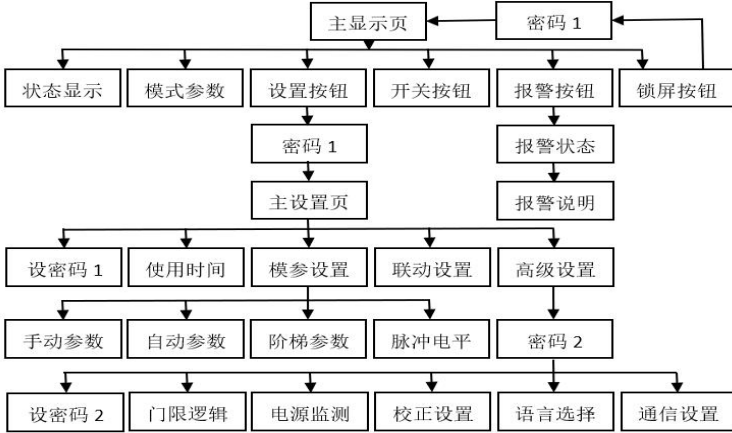 主显示页
密码 1
状态显示
模式参数
设置按钮
开关按钮
报警按钮
锁屏按钮
密码 1
报警状态
主设置页
报警说明
设密码 1
使用时间
模参设置
联动设置
高级设置
手动参数
自动参数
阶梯参数
脉冲电平
密码 2
设密码 2
门限逻辑
电源监测
校正设置
语言选择
通信设置